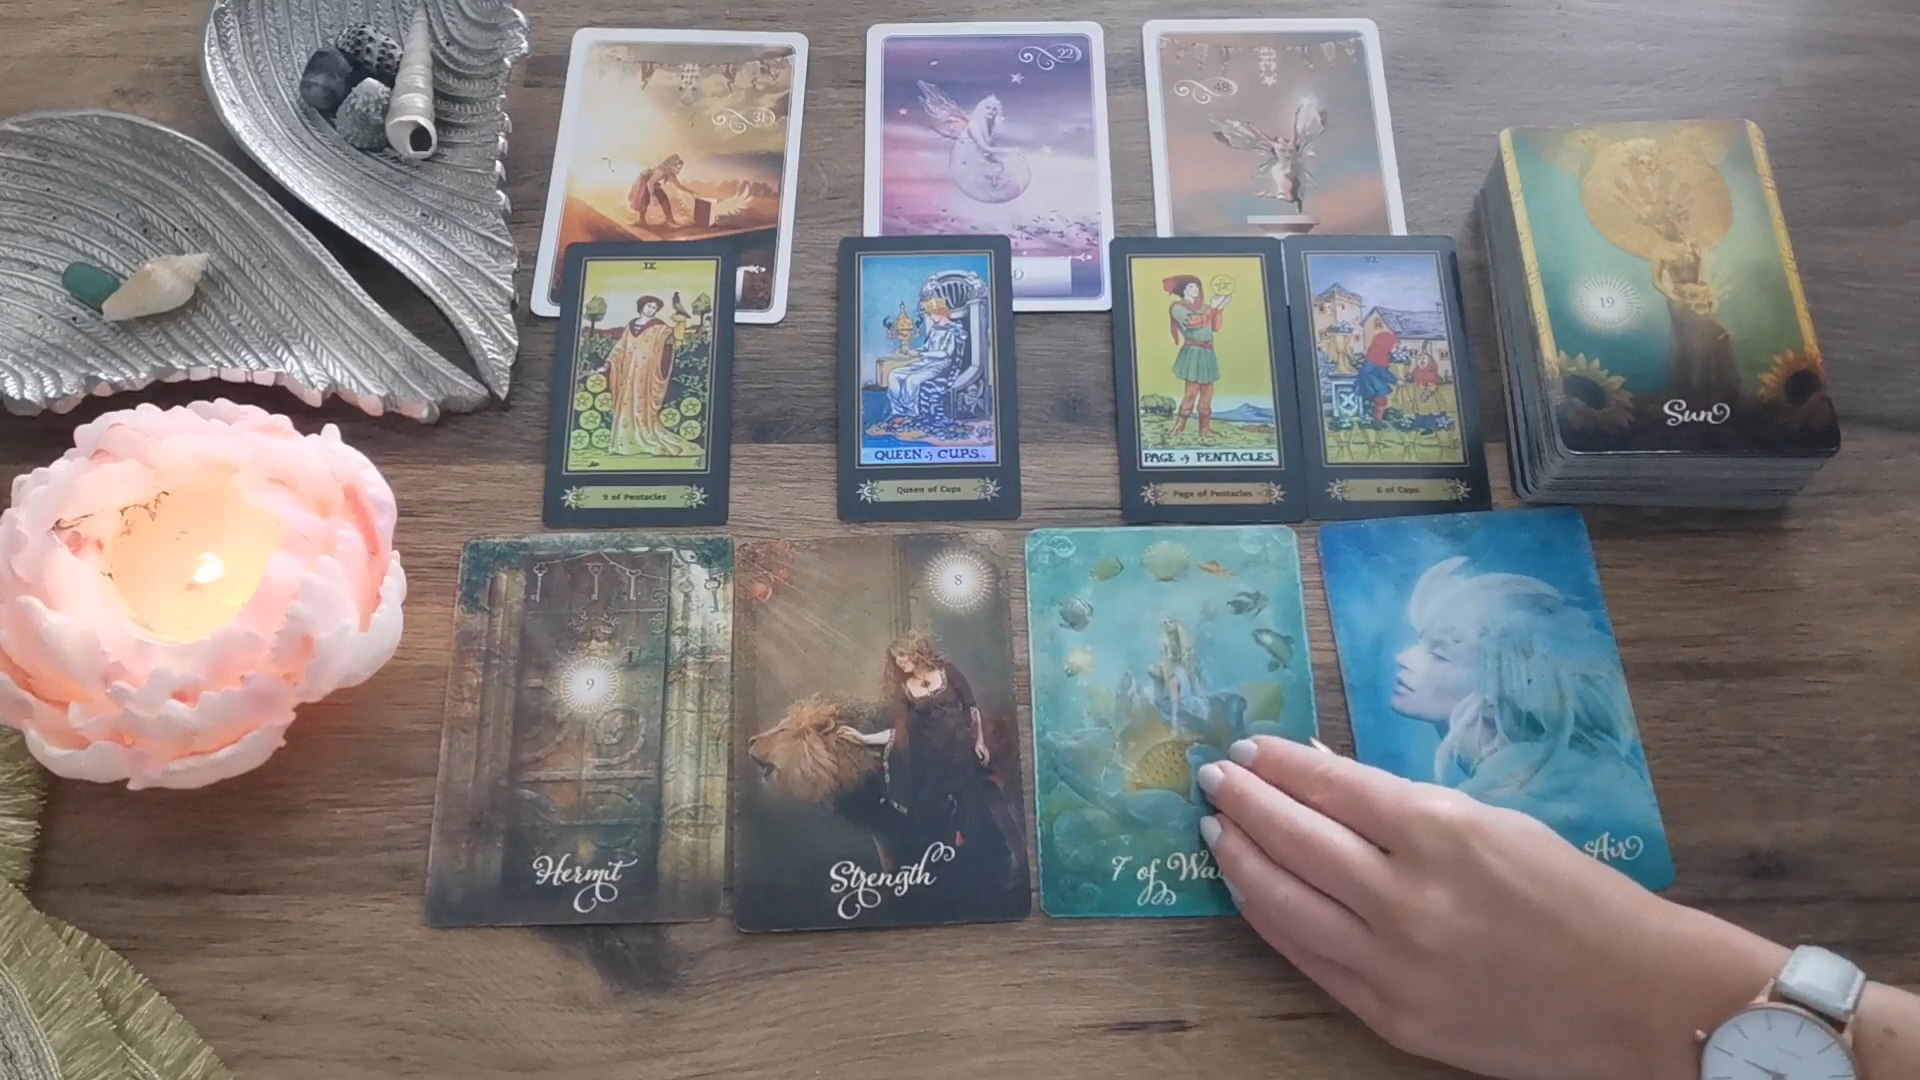 31
22
48
D
IX
9 of Pentacles
QUEEN of CUPS.
Queen of Cups
PAGE of PENTACLES
Page of Pentacles
VI.
6 of Cups
19
Sun
9
Hermit
8
Strength
7 of Wa
Air